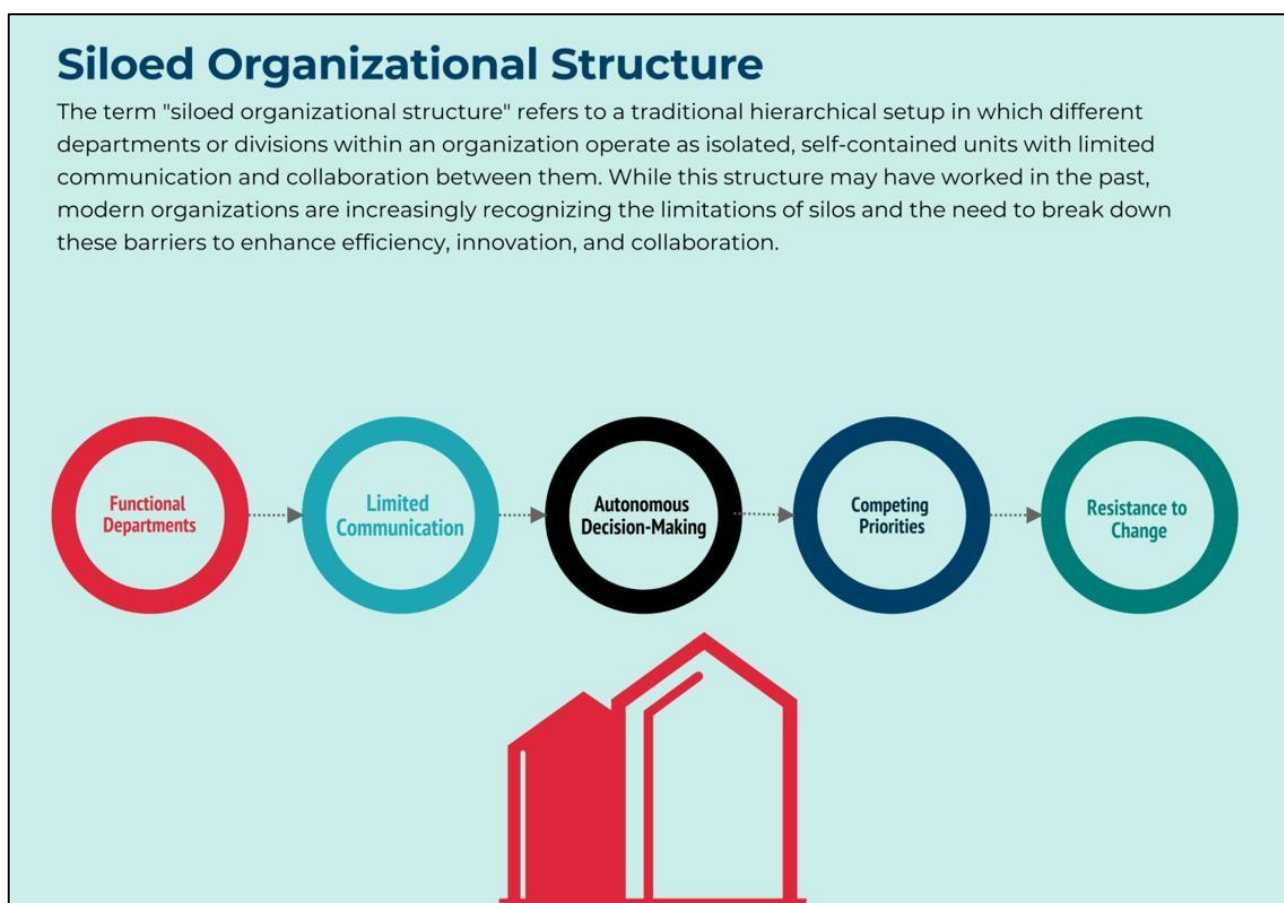 Siloed Organizational Structure
The term "siloed organizational structure" refers to a traditional hierarchical setup in which different
departments or divisions within an organization operate as isolated, self-contained units with limited
communication and collaboration between them. While this structure may have worked in the past,
modern organizations are increasingly recognizing the limitations of silos and the need to break down
these barriers to enhance efficiency, innovation, and collaboration.
Functional
Departments
Limited
Communication
Autonomous
Decision-Making
Competing
Priorities
Resistance to
Change